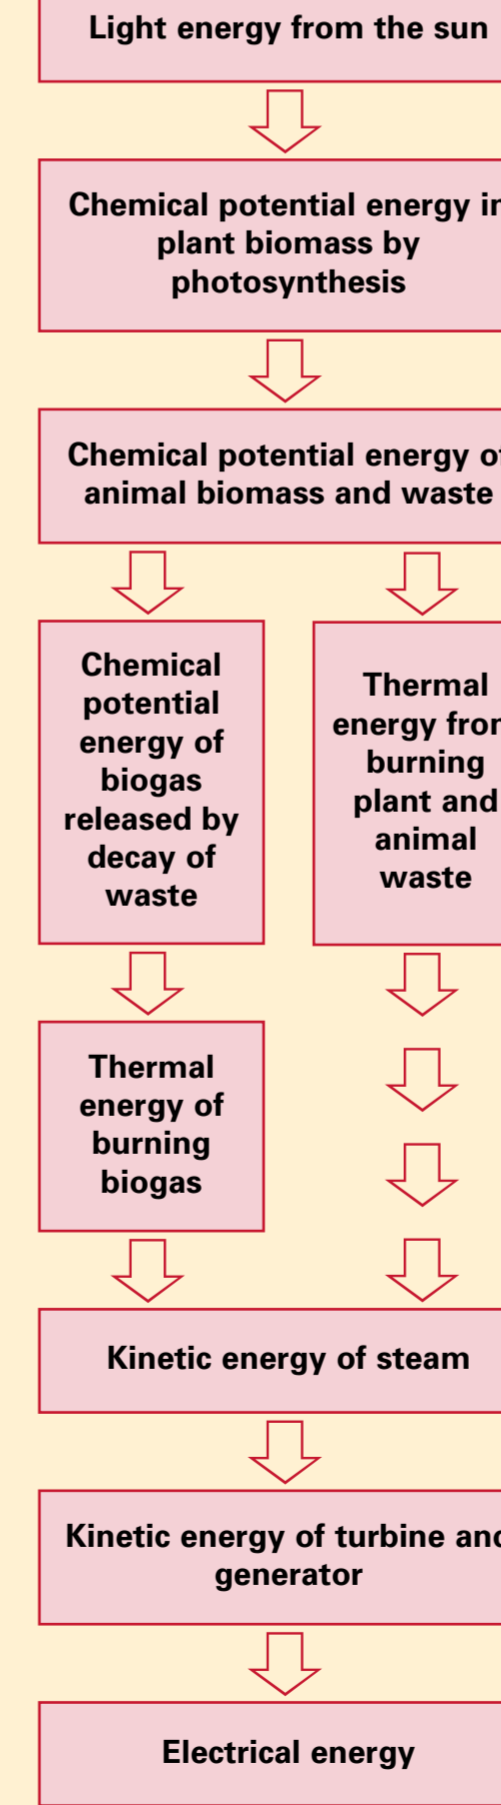 Light energy from the sun
Chemical potential energy in
plant biomass by
photosynthesis
Chemical potential energy of
animal biomass and waste
Chemical
potential
energy of
biogas
released by
decay of
waste
Thermal
energy from
burning
plant and
animal
waste
Thermal
energy of
burning
biogas
Kinetic energy of steam
Kinetic energy of turbine and
generator
Electrical energy